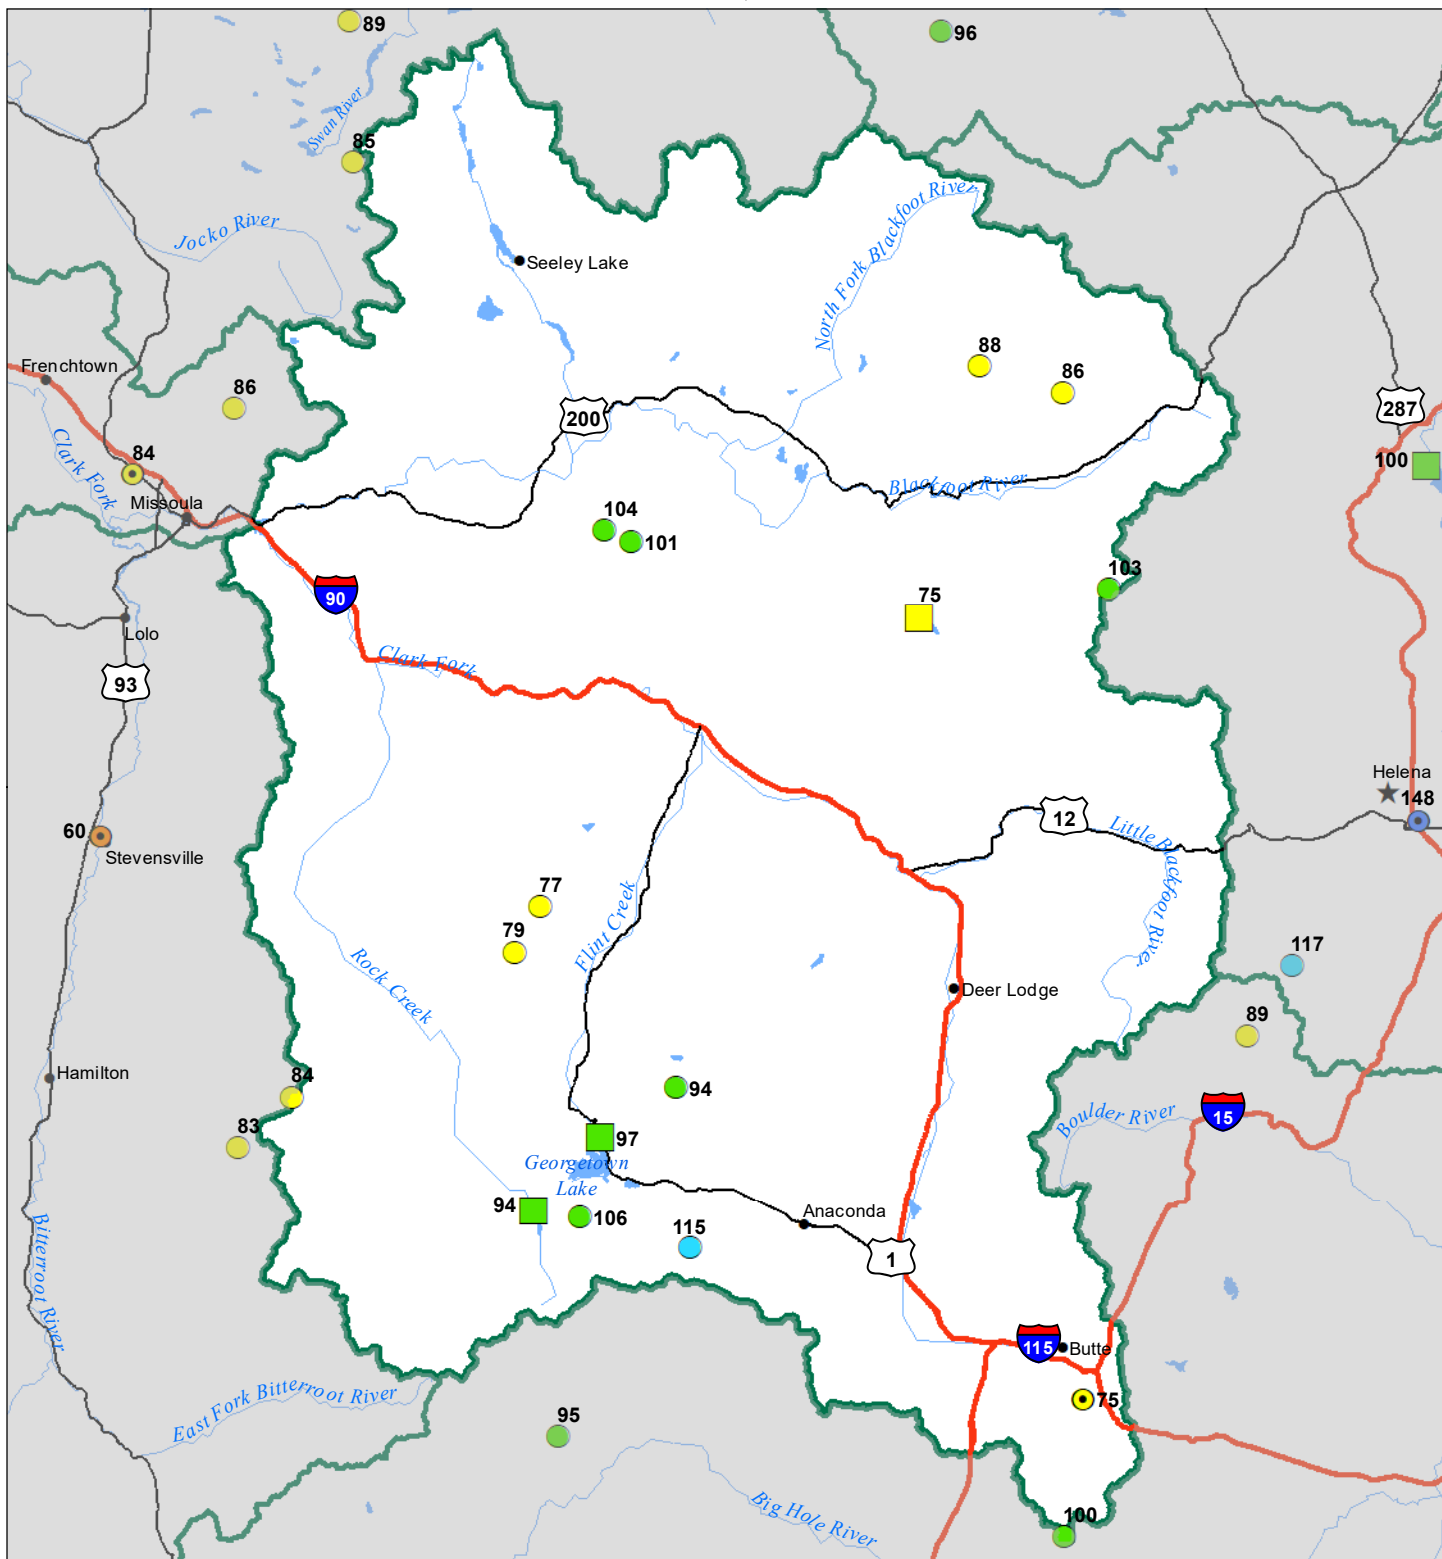 89
96
Swan River
85
Jocko River
North Fork Blackfoot River
Seeley Lake
Frenchtown
86
88
86
200
287
84
Clark Fork
100
Missoula
Blackfoot River
104
101
103
90
75
Lolo
Clark Fork
93
Helena
148
12
Little Blackfoot River
60
Stevensville
77
Flint Creek
79
117
Rock Creek
Deer Lodge
89
Hamilton
84
94
15
Boulder River
83
97
Georgetown
Lake
94
106
Anaconda
115
1
Bitterroot River
115
Butte
East Fork Bitterroot River
75
95
Big Hole River
100